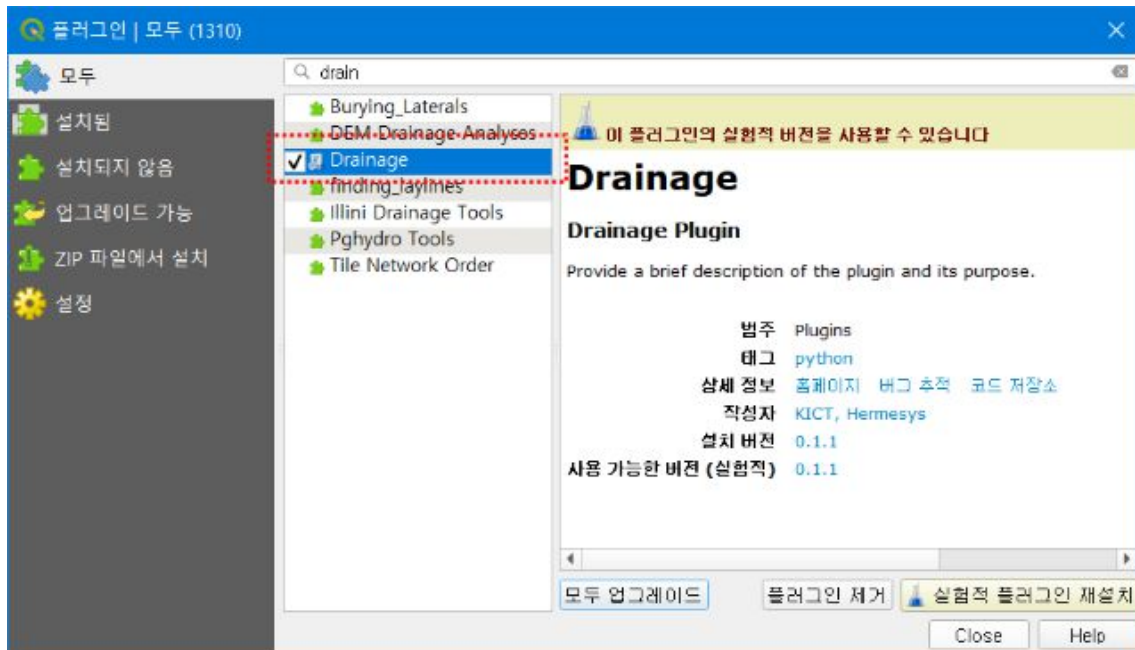 플러그인 | 모두 (1310)
모두
설치됨
설치되지 않음
업그레이드 가능
ZIP 파일에서 설치
설정
drain
Burying_Laterals
DEM Drainage Analyses
Drainage
finding_laylines
Illini Drainage Tools
Pghydro Tools
Tile Network Order
이 플러그인의 실험적 버전을 사용할 수 있습니다
Drainage
Drainage Plugin
Provide a brief description of the plugin and its purpose.
범주 Plugins
태그 python
상세 정보 홈페이지 버그 추적 코드 저장소
작성자 KICT, Hermesys
설치 버전 0.1.1
사용 가능한 버전 (실험적) 0.1.1
모두 업그레이드 플러그인 제거 실험적 플러그인 재설치
Close Help